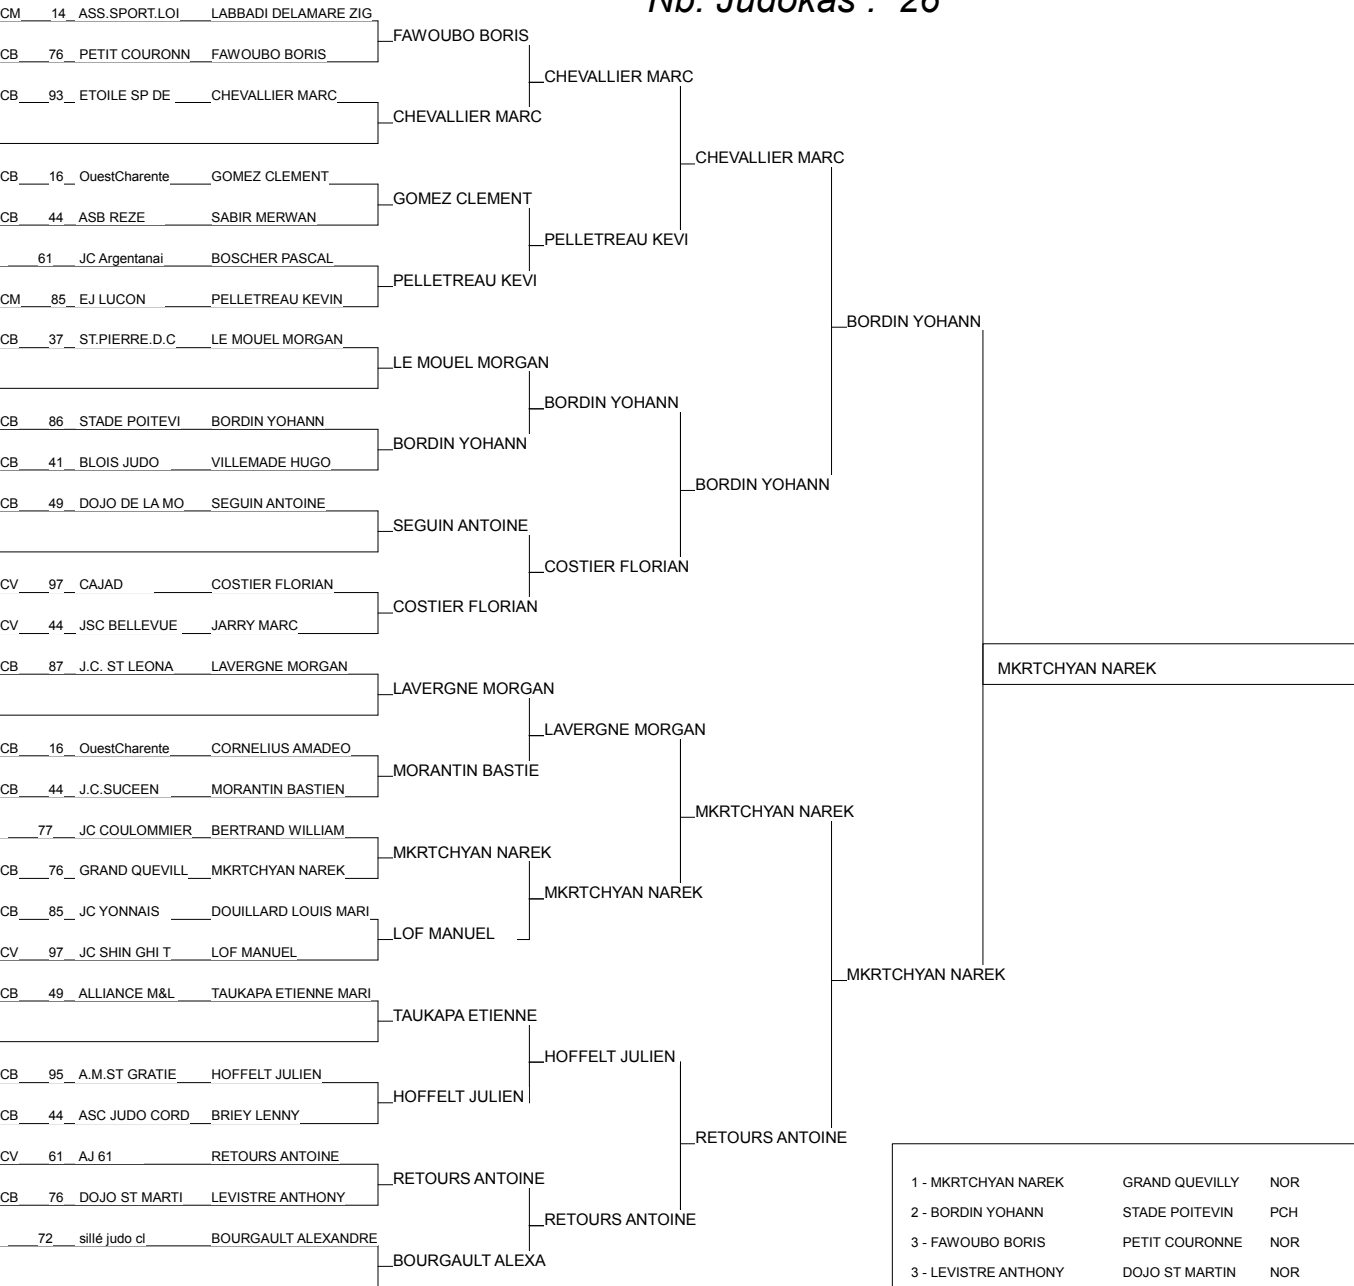 Nb. Judokas : 26
CM 14 ASS.SPORT.LOI LABBADI DELAMARE ZIG
FAWOUBO BORIS
CB 76 PETIT COURONN FAWOUBO BORIS
CHEVALLIER MARC
CB 93 ETOILE SP DE CHEVALLIER MARC
CHEVALLIER MARC
CHEVALLIER MARC
CB 16 OuestCharente GOMEZ CLEMENT
GOMEZ CLEMENT
CB 44 ASB REZE SABIR MERWAN
PELLETREAU KEVI
61 JC Argentanai BOSCHER PASCAL
PELLETREAU KEVI
CM 85 EJ LUCON PELLETREAU KEVIN
BORDIN YOHANN
CB 37 ST.PIERRE.D.C LE MOUEL MORGAN
LE MOUEL MORGAN
BORDIN YOHANN
CB 86 STADE POITEVI BORDIN YOHANN
BORDIN YOHANN
CB 41 BLOIS JUDO VILLEMADE HUGO
BORDIN YOHANN
CB 49 DOJO DE LA MO SEGUIN ANTOINE
SEGUIN ANTOINE
COSTIER FLORIAN
CV 97 CAJAD COSTIER FLORIAN
COSTIER FLORIAN
CV 44 JSC BELLEVUE JARRY MARC
CB 87 J.C. ST LEONA LAVERGNE MORGAN
MKRTCHYAN NAREK
LAVERGNE MORGAN
LAVERGNE MORGAN
CB 16 OuestCharente CORNELIUS AMADEO
MORANTIN BASTIE
CB 44 J.C.SUCEEN MORANTIN BASTIEN
MKRTCHYAN NAREK
77 JC COULOMMIER BERTRAND WILLIAM
MKRTCHYAN NAREK
CB 76 GRAND QUEVILL MKRTCHYAN NAREK
MKRTCHYAN NAREK
CB 85 JC YONNAIS DOUILLARD LOUIS MARI
LOF MANUEL
CV 97 JC SHIN GHI T LOF MANUEL
MKRTCHYAN NAREK
CB 49 ALLIANCE M&L TAUKAPA ETIENNE MARI
TAUKAPA ETIENNE
HOFFELT JULIEN
CB 95 A.M.ST GRATIE HOFFELT JULIEN
HOFFELT JULIEN
CB 44 ASC JUDO CORD BRIEY LENNY
RETOURS ANTOINE
CV 61 AJ 61 RETOURS ANTOINE
RETOURS ANTOINE
CB 76 DOJO ST MARTI LEVISTRE ANTHONY
RETOURS ANTOINE
72 sillé judo cl BOURGAULT ALEXANDRE
BOURGAULT ALEXA
1 - MKRTCHYAN NAREK GRAND QUEVILLY NOR
2 - BORDIN YOHANN STADE POITEVIN PCH
3 - FAWOUBO BORIS PETIT COURONNE NOR
3 - LEVISTRE ANTHONY DOJO ST MARTIN NOR